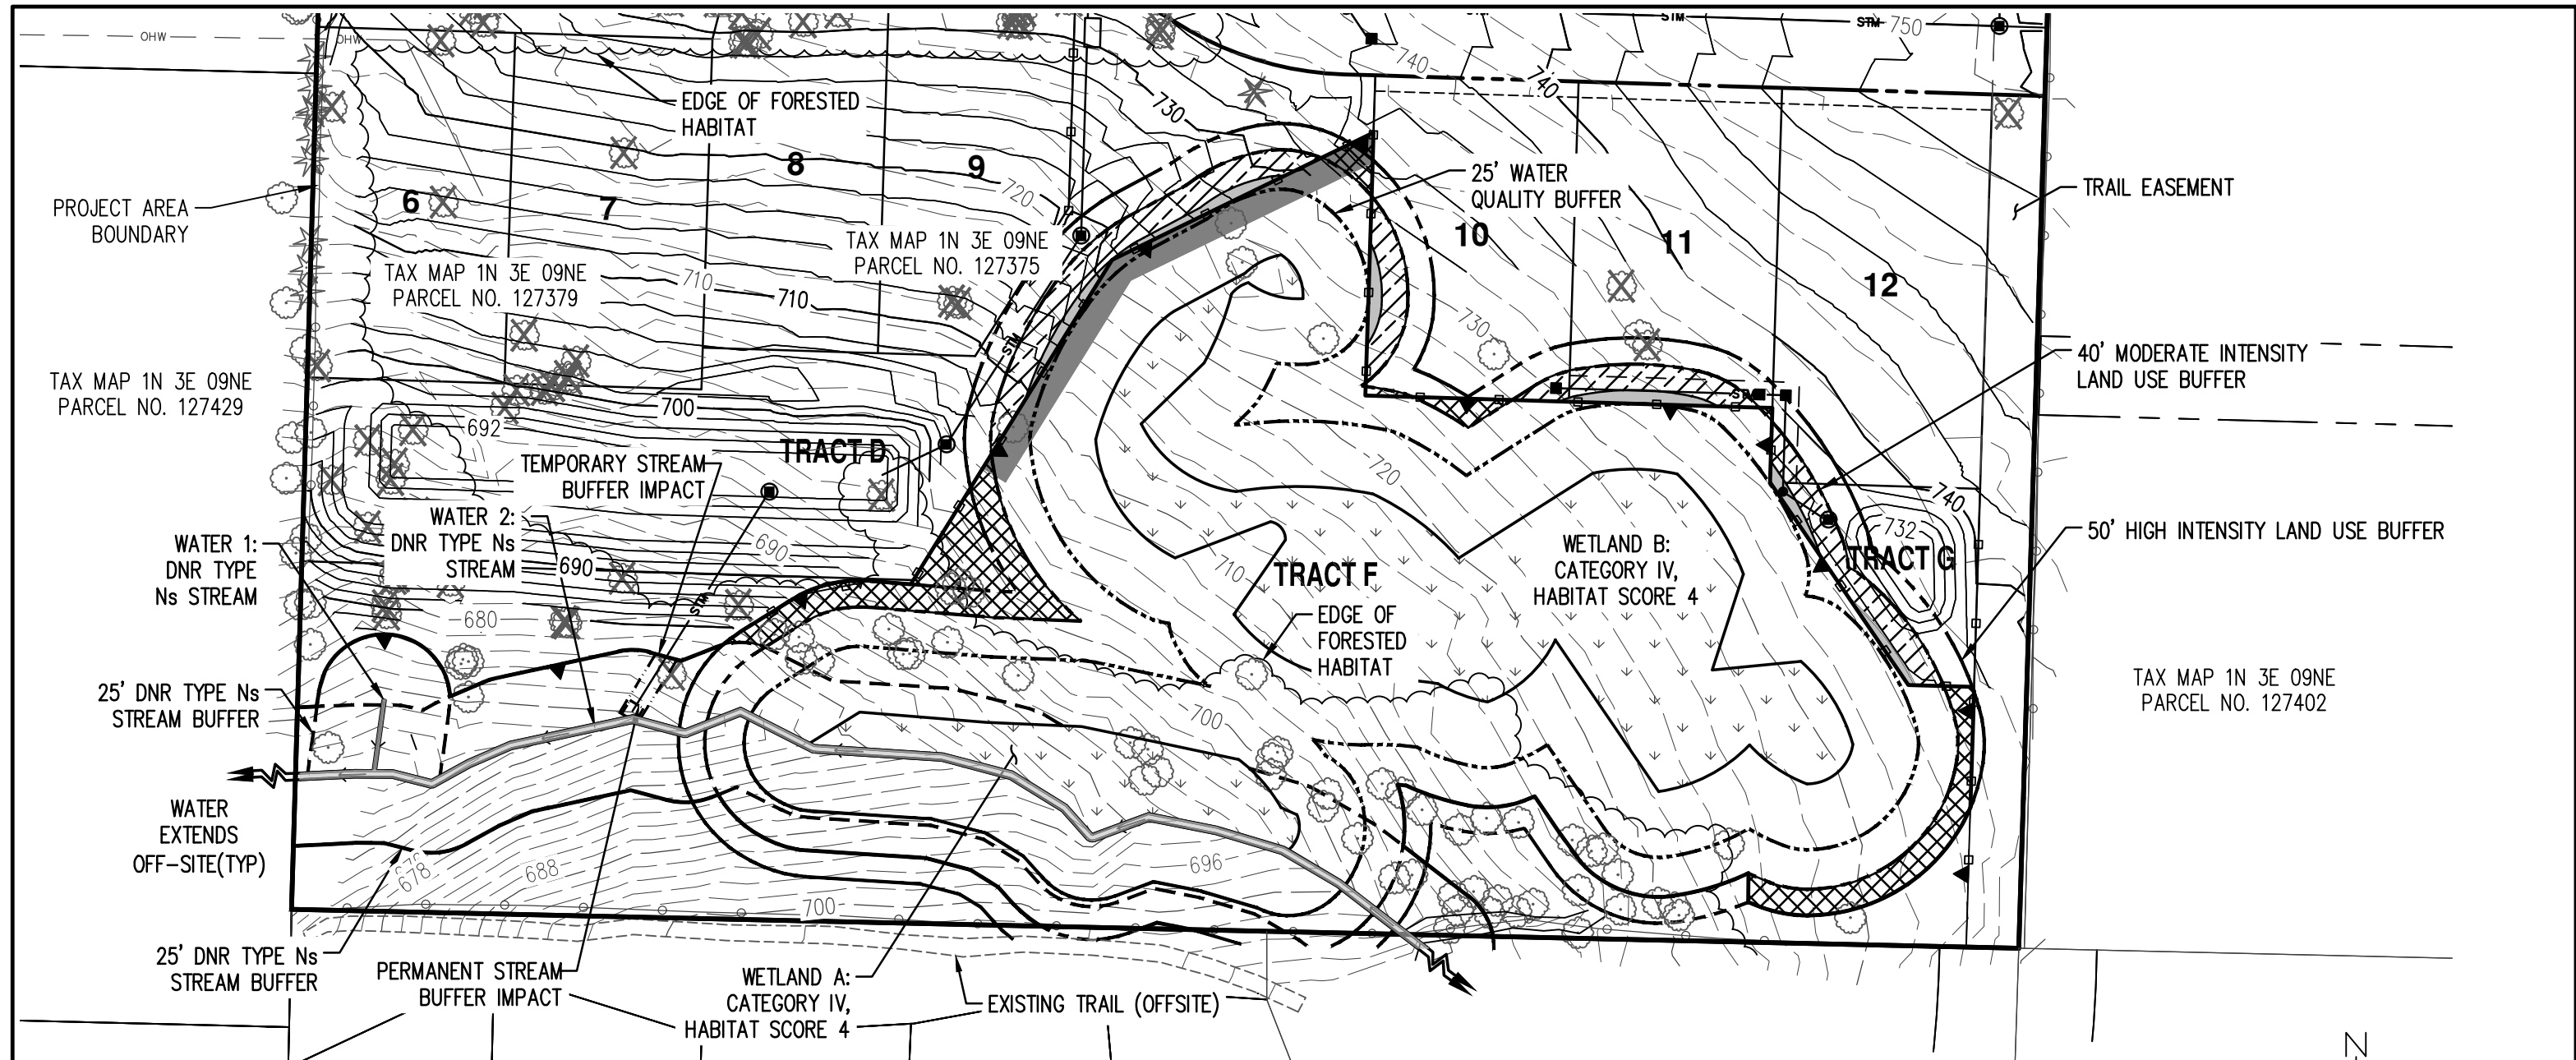 OHW
OHW
STM
STM
750
740
740
730
EDGE OF FORESTED
HABITAT
8
9
720
6
7
25' WATER
QUALITY BUFFER
TRAIL EASEMENT
PROJECT AREA
BOUNDARY
10
11
12
TAX MAP 1N 3E 09NE
PARCEL NO. 127375
TAX MAP 1N 3E 09NE
PARCEL NO. 127379
710
710
730
STM
40' MODERATE INTENSITY
LAND USE BUFFER
TAX MAP 1N 3E 09NE
PARCEL NO. 127429
700
692
TRACT D
720
TEMPORARY STREAM
BUFFER IMPACT
740
732
50' HIGH INTENSITY LAND USE BUFFER
WATER 2:
DNR TYPE Ns
STREAM
690
690
WATER 1:
DNR TYPE
Ns STREAM
710
TRACT F
WETLAND B:
CATEGORY IV,
HABITAT SCORE 4
TRACT G
STM
680
EDGE OF
FORESTED
HABITAT
TAX MAP 1N 3E 09NE
PARCEL NO. 127402
25' DNR TYPE Ns
STREAM BUFFER
700
WATER
EXTENDS
OFF-SITE(TYP)
678
688
696
700
25' DNR TYPE Ns
STREAM BUFFER
PERMANENT STREAM
BUFFER IMPACT
WETLAND A:
CATEGORY IV,
HABITAT SCORE 4
EXISTING TRAIL (OFFSITE)
N